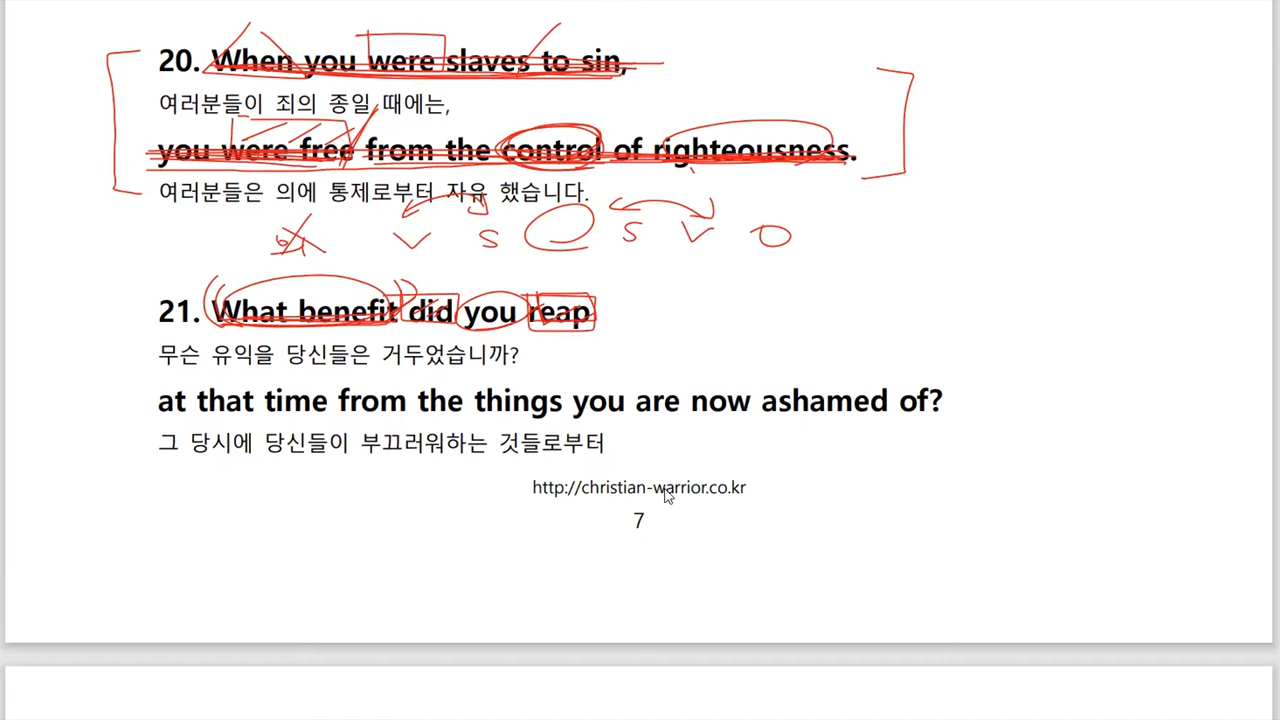 20. When you were slaves to sin,
여러분들이 죄의 종일 때에는,
you were free from the control of righteousness.
여러분들은 의에 통제로부터 자유 했습니다.
V S S V O
21. What benefit did you reap
무슨 유익을 당신들은 거두었습니까?
at that time from the things you are now ashamed of?
그 당시에 당신들이 부끄러워하는 것들로부터
http://christian-warrior.co.kr
7